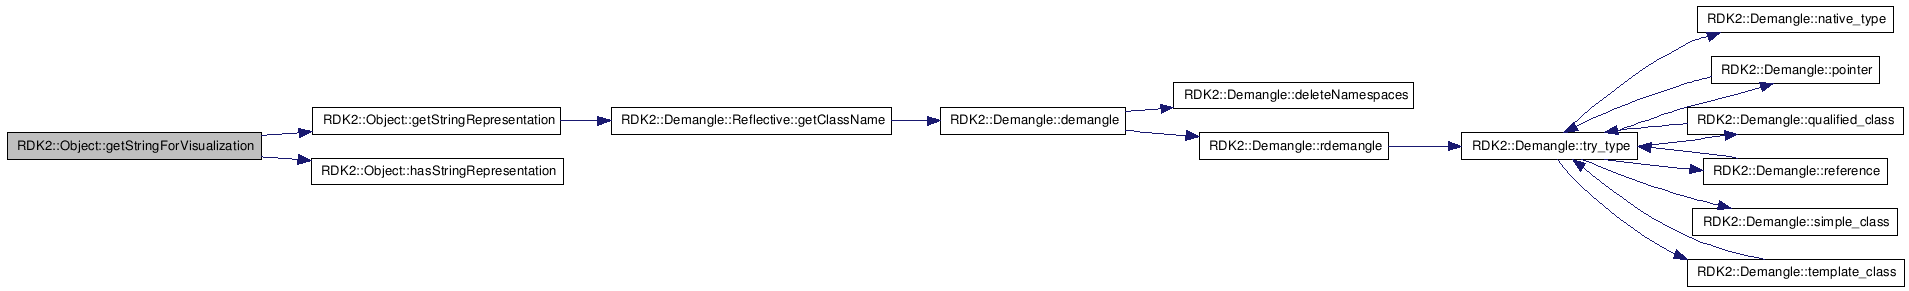 RDK2::Object::getStringForVisualization
RDK2::Object::getStringRepresentation
RDK2::Object::hasStringRepresentation
RDK2::Demangle::Reflective::getClassName
RDK2::Demangle::demangle
RDK2::Demangle::deleteNamespaces
RDK2::Demangle::rdemangle
RDK2::Demangle::try_type
RDK2::Demangle::native_type
RDK2::Demangle::pointer
RDK2::Demangle::qualified_class
RDK2::Demangle::reference
RDK2::Demangle::simple_class
RDK2::Demangle::template_class